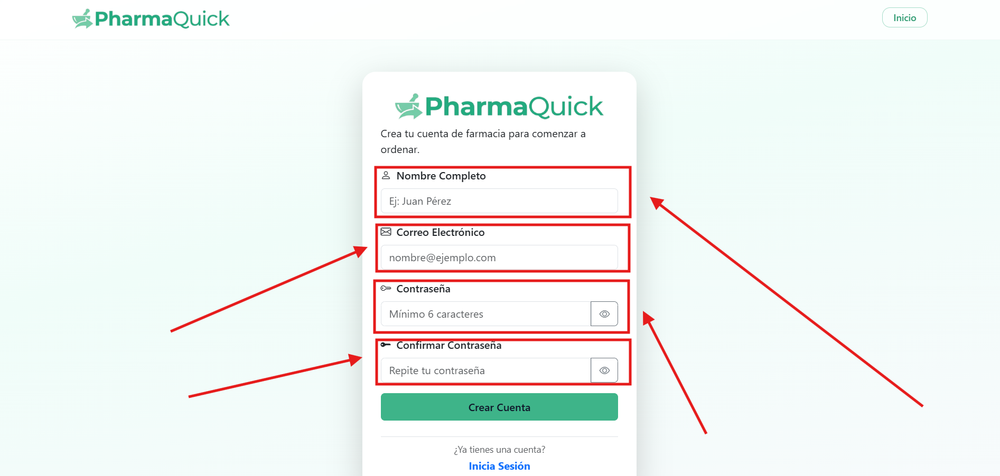 PharmaQuick
Inicio
PharmaQuick
Crea tu cuenta de farmacia para comenzar a
ordenar.
Nombre Completo
Ej: Juan Pérez
Correo Electrónico
nombre@ejemplo.com
Contraseña
Mínimo 6 caracteres
Confirmar Contraseña
Repite tu contraseña
Crear Cuenta
¿Ya tienes una cuenta?
Inicia Sesión